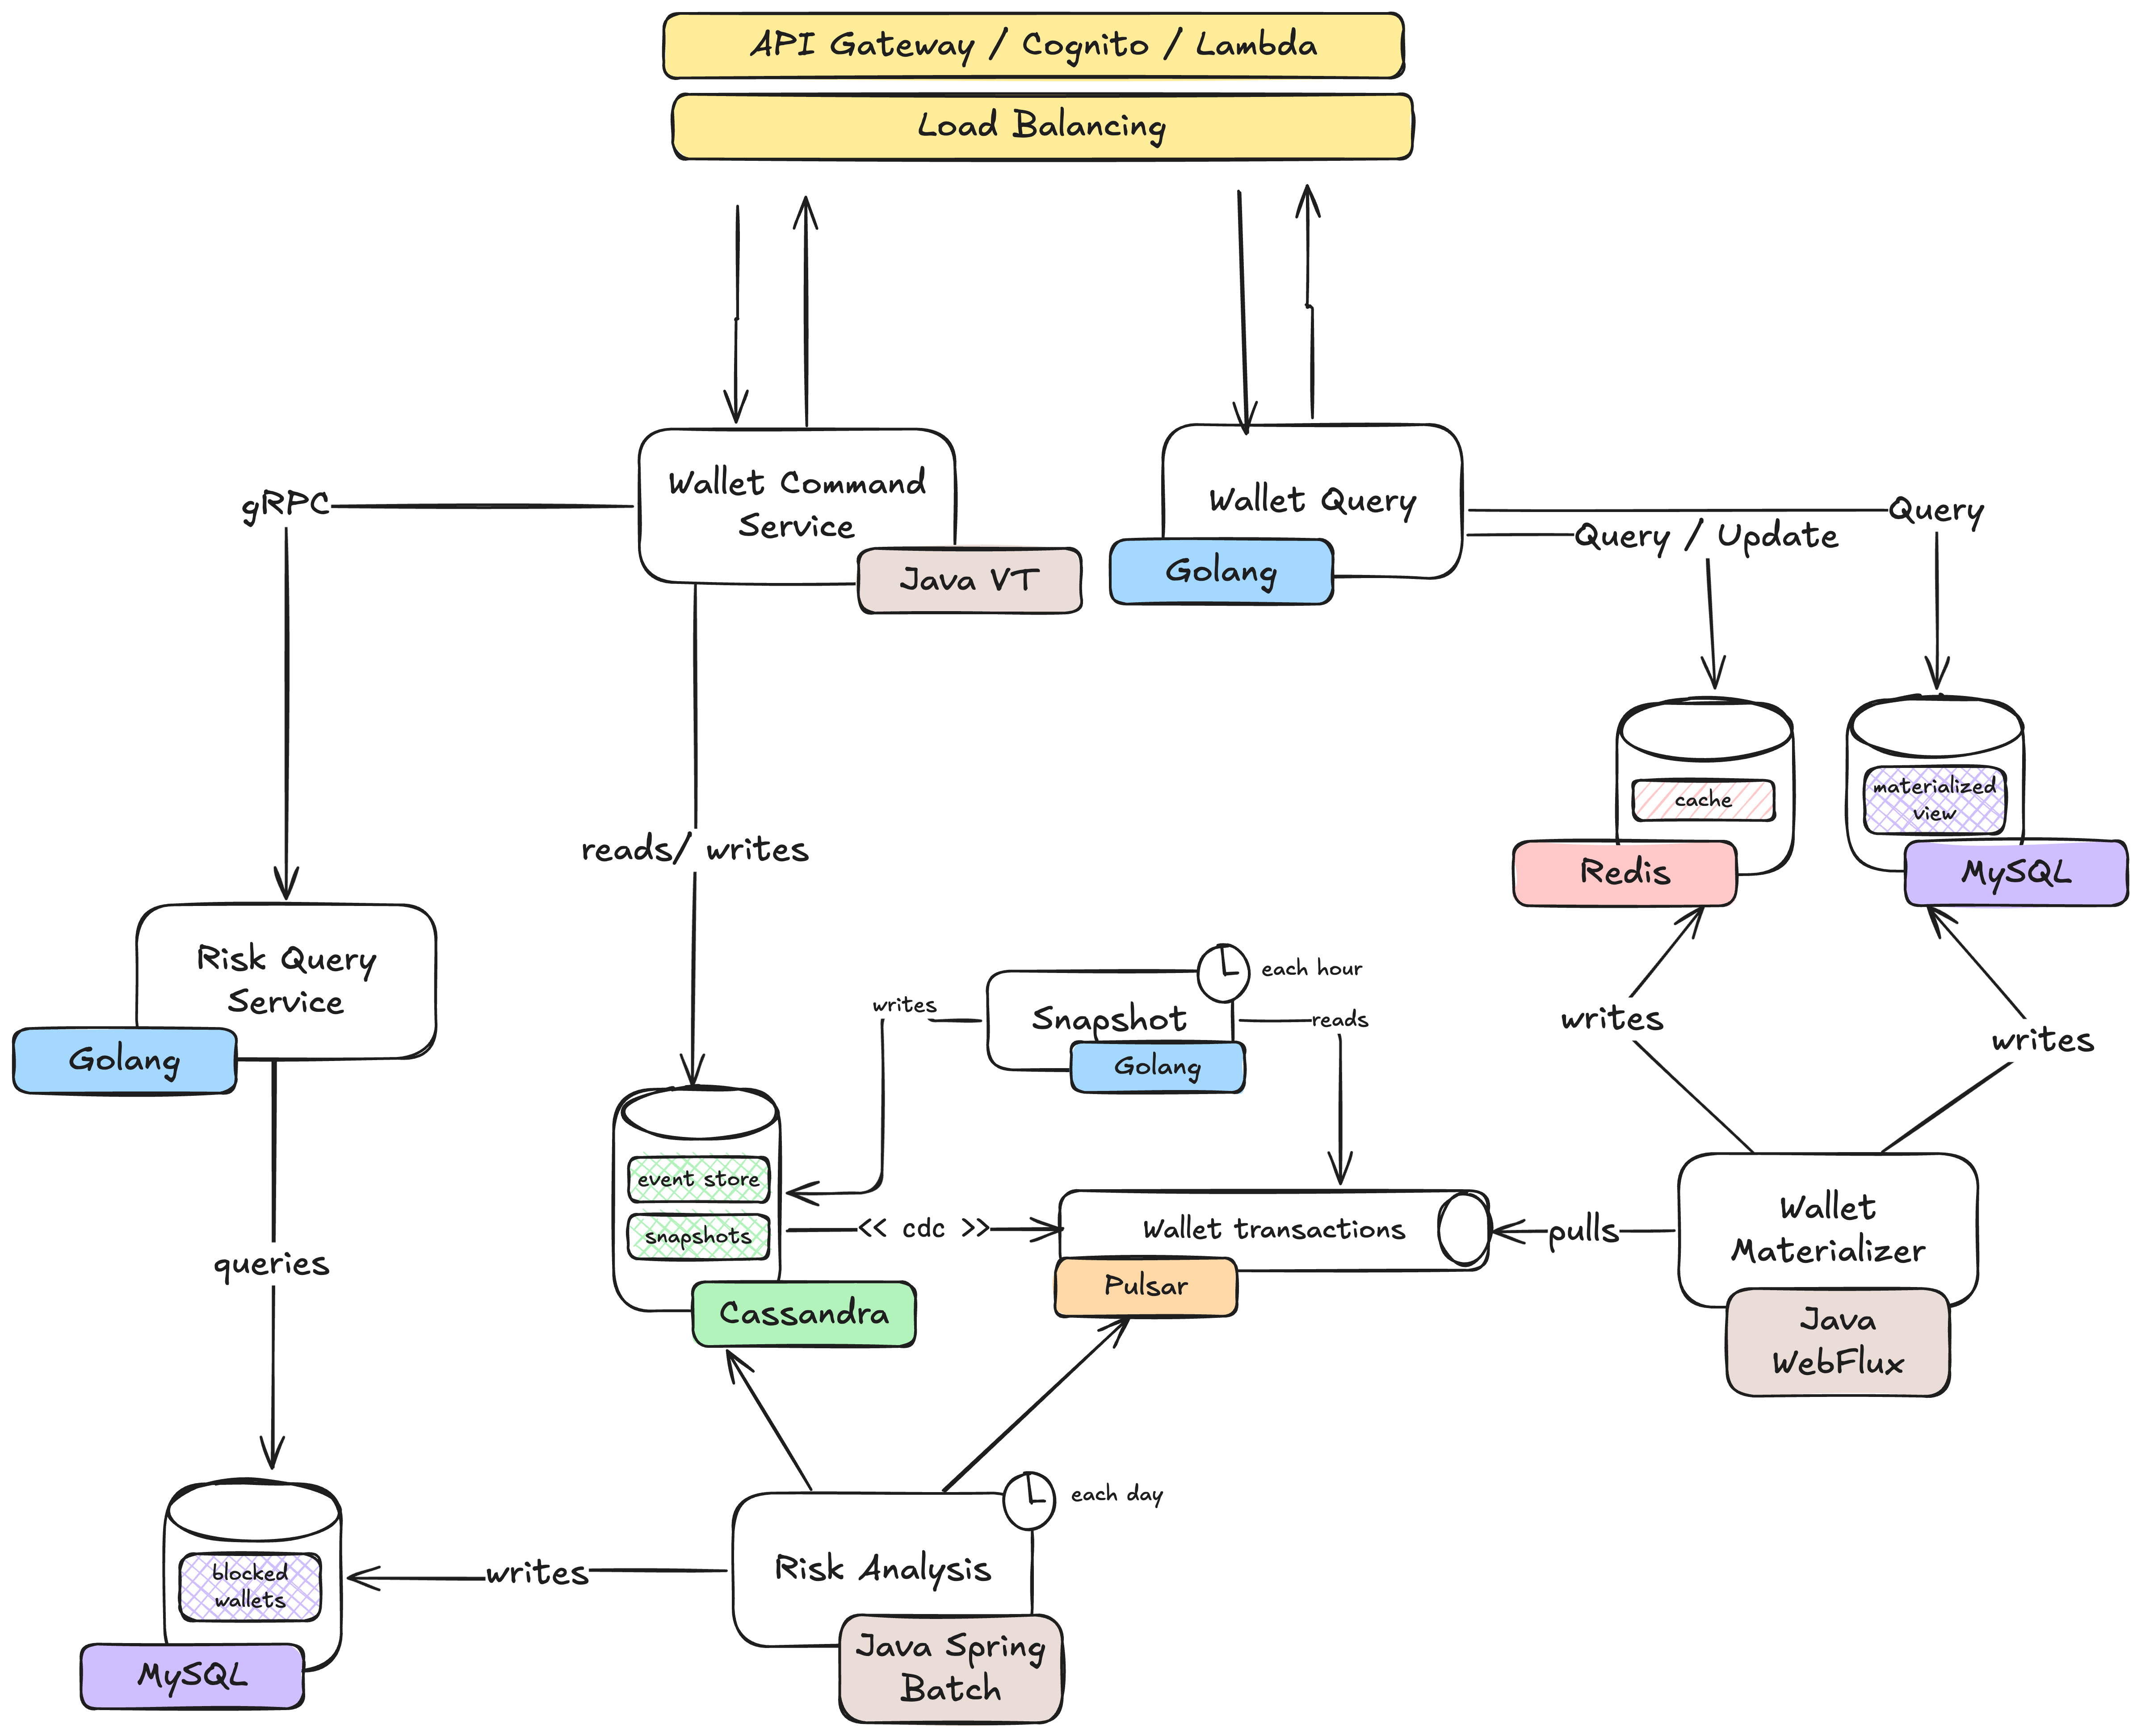 API Gateway / Cognito / Lambda
Load Balancing
gRPC
Wallet Command
Service
Java VT
Wallet Query
Golang
Query
Query / Update
reads/ writes
cache
Redis
materialized
view
MySQL
Risk Query
Service
Golang
writes
Snapshot
each hour
Golang
reads
writes
writes
event store
snapshots
Cassandra
<< cdc >>
Wallet transactions
Pulsar
pulls
Wallet
Materializer
Java
WebFlux
queries
blocked
wallets
MySQL
writes
Risk Analysis
each day
Java Spring
Batch